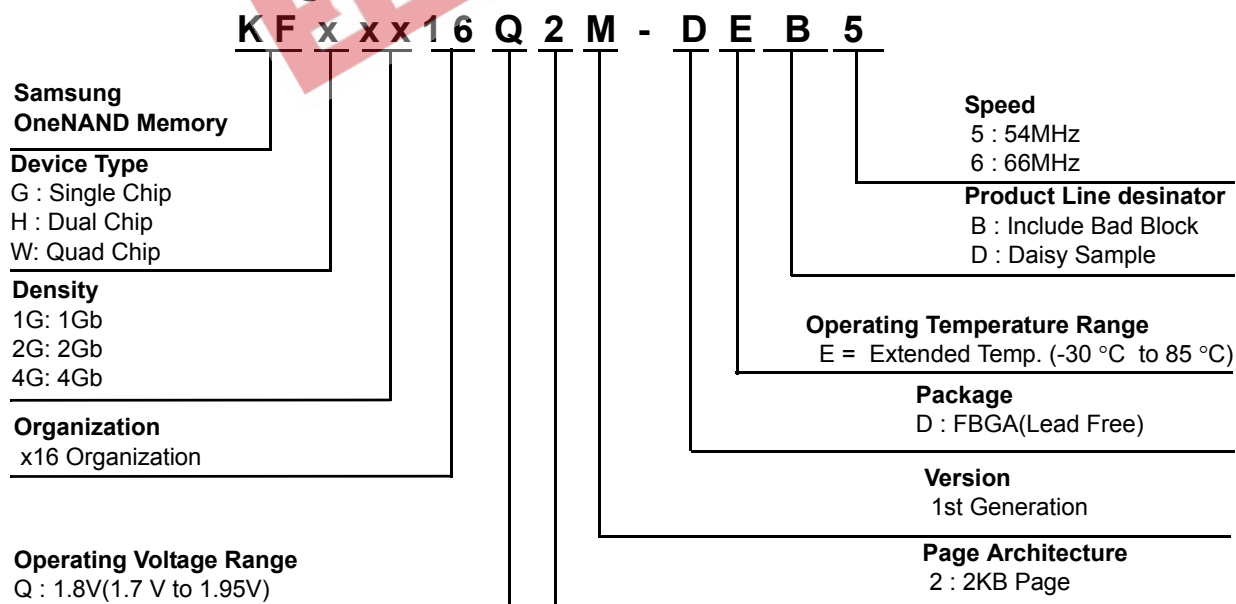 K F x x x 1 6 Q 2 M - D E B 5
Samsung
OneNAND Memory
Device Type
G : Single Chip
H : Dual Chip
W: Quad Chip
Density
1G: 1Gb
2G: 2Gb
4G: 4Gb
Organization
x16 Organization
Operating Voltage Range
Q : 1.8V(1.7 V to 1.95V)
Speed
5 : 54MHz
6 : 66MHz
Product Line desinator
B : Include Bad Block
D : Daisy Sample
Operating Temperature Range
E = Extended Temp. (-30 °C to 85 °C)
Package
D : FBGA(Lead Free)
Version
1st Generation
Page Architecture
2 : 2KB Page